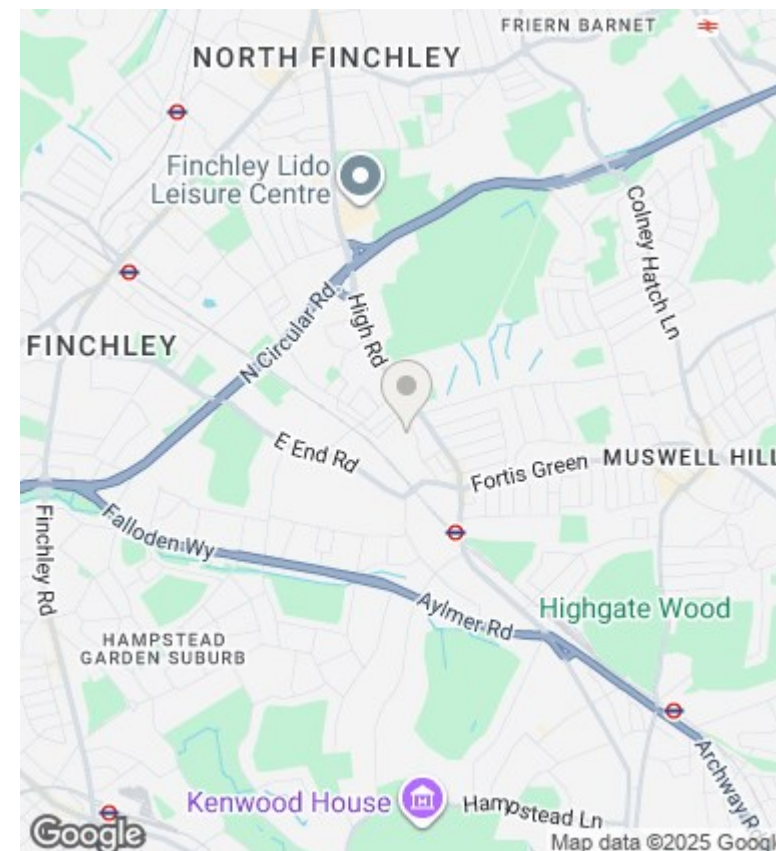 FRIERN BARNET
NORTH FINCHLEY
Finchley Lido
Leisure Centre
Colney Hatch Ln
N Circular Rd
High Rd
FINCHLEY
E End Rd
Fortis Green
MUSWELL HILL
Finchley Rd
Falloden Wy
Aylmer Rd
Highgate Wood
HAMPSTEAD
GARDEN SUBURB
Archway R
Kenwood House
Hampstead Ln
Google
Map data ©2025 Googl